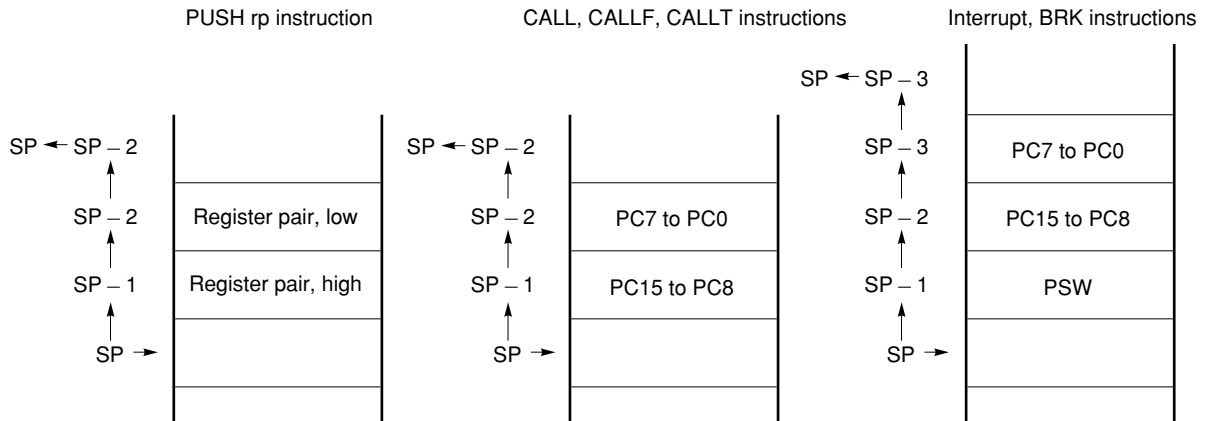 PUSH rp instruction
SP
SP – 2
SP – 2
Register pair, low
SP – 1
Register pair, high
SP
CALL, CALLF, CALLT instructions
SP
SP – 2
SP – 2
PC7 to PC0
SP – 1
PC15 to PC8
SP
Interrupt, BRK instructions
SP
SP – 3
SP – 3
PC7 to PC0
SP – 2
PC15 to PC8
SP – 1
PSW
SP